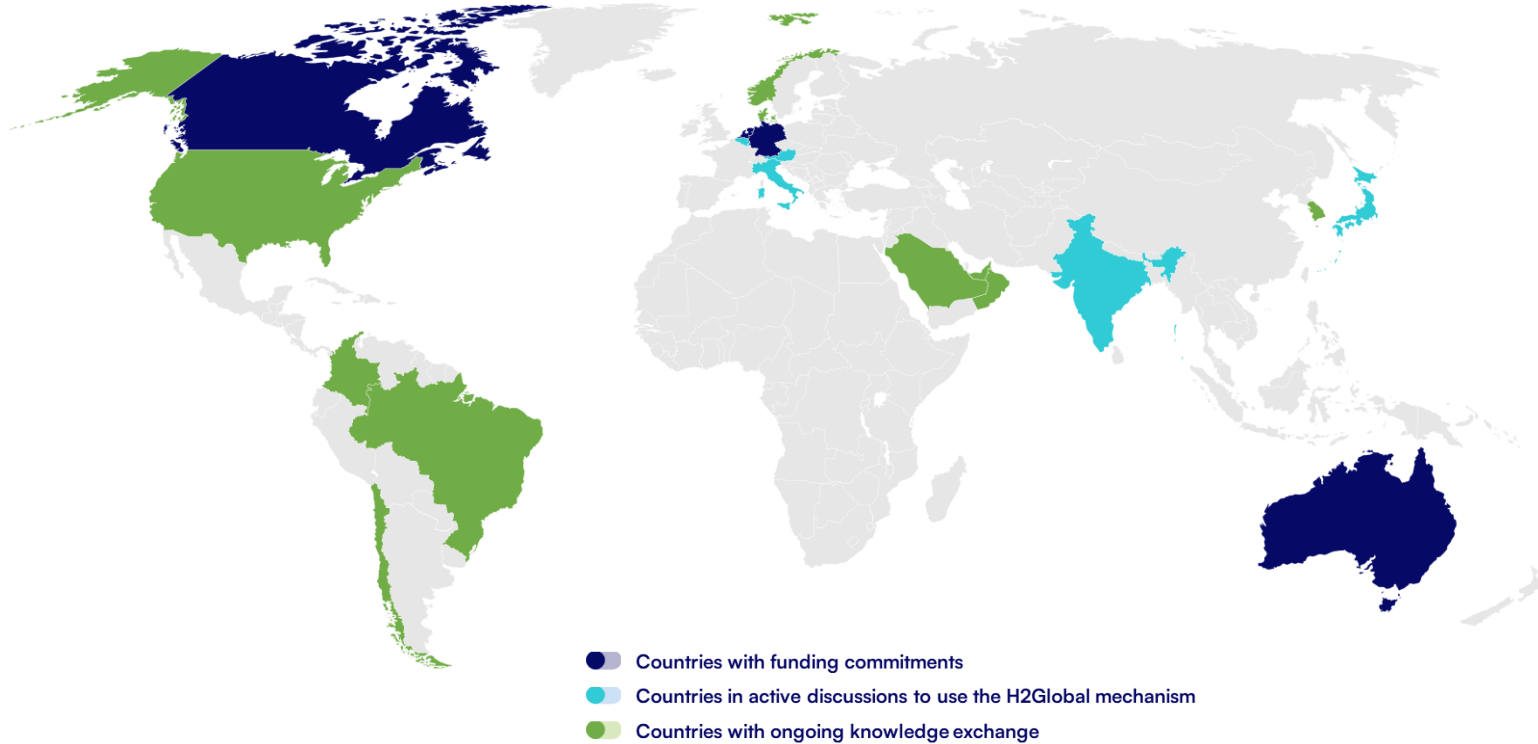 Countries with funding commitments
Countries in active discussions to use the H2Global mechanism
Countries with ongoing knowledge exchange